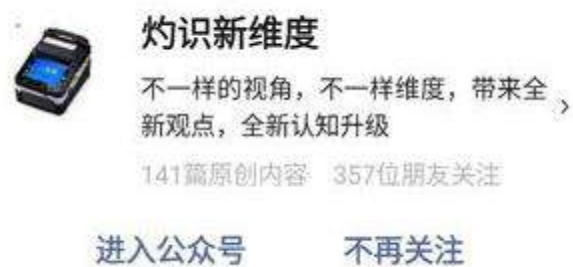 灼识新维度
不一样的视角，不一样维度，带来全
新观点，全新认知升级
141篇原创内容 357位朋友关注
进入公众号 不再关注